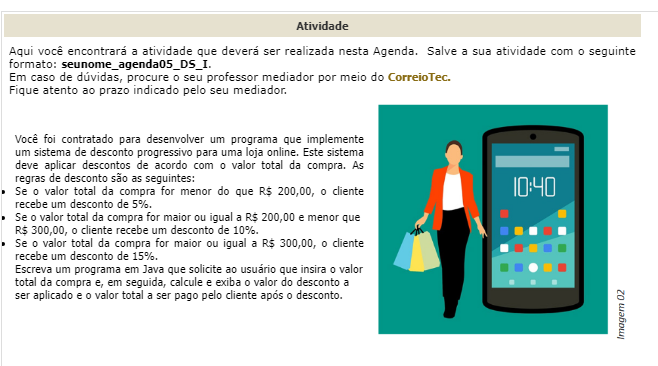 Atividade
Aqui você encontrará a atividade que deverá ser realizada nesta Agenda. Salve a sua atividade com o seguinte
formato: seunome_agenda05_DS_I.
Em caso de dúvidas, procure o seu professor mediador por meio do CorreioTec.
Fique atento ao prazo indicado pelo seu mediador.
Você foi contratado para desenvolver um programa que implemente
um sistema de desconto progressivo para uma loja online. Este sistema
deve aplicar descontos de acordo com o valor total da compra. As
regras de desconto são as seguintes:
Se o valor total da compra for menor do que R$ 200,00, o cliente
recebe um desconto de 5%.
Se o valor total da compra for maior ou igual a R$ 200,00 e menor que
R$ 300,00, o cliente recebe um desconto de 10%.
Se o valor total da compra for maior ou igual a R$ 300,00, o cliente
recebe um desconto de 15%.
Escreva um programa em Java que solicite ao usuário que insira o valor
total da compra e, em seguida, calcule e exiba o valor do desconto a
ser aplicado e o valor total a ser pago pelo cliente após o desconto.
10:40
Imagem 02